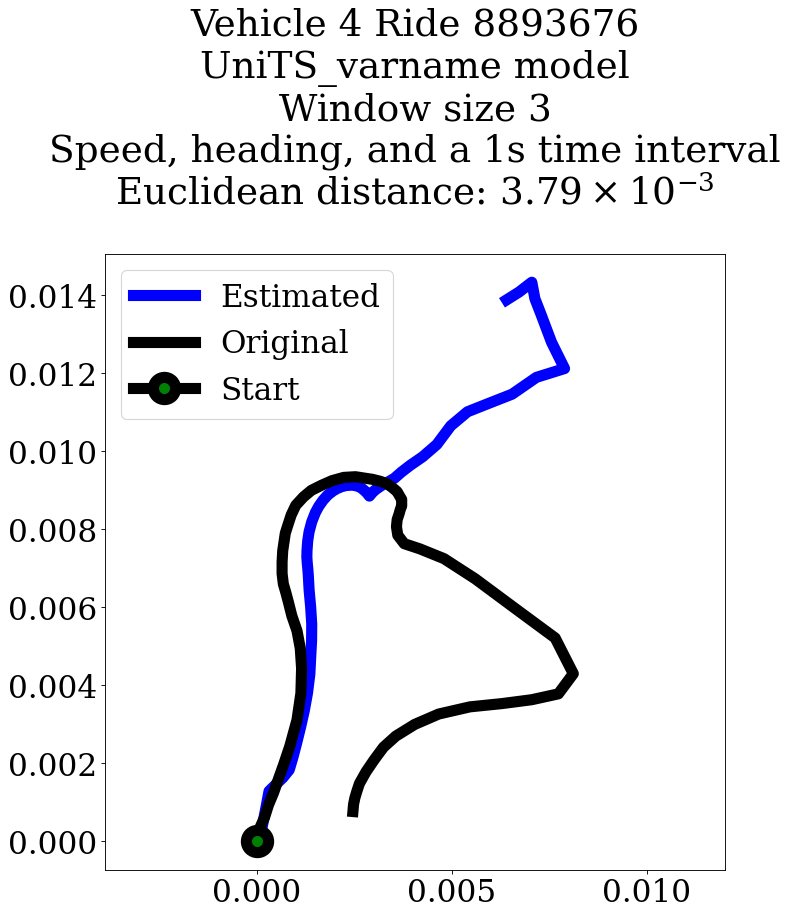 Vehicle 4 Ride 8893676
UniTS_varname model
Window size 3
Speed, heading, and a 1s time interval
Euclidean distance: 3.79 × 10⁻³
Estimated
Original
Start
0.014
0.012
0.010
0.008
0.006
0.004
0.002
0.000
0.000 0.005 0.010